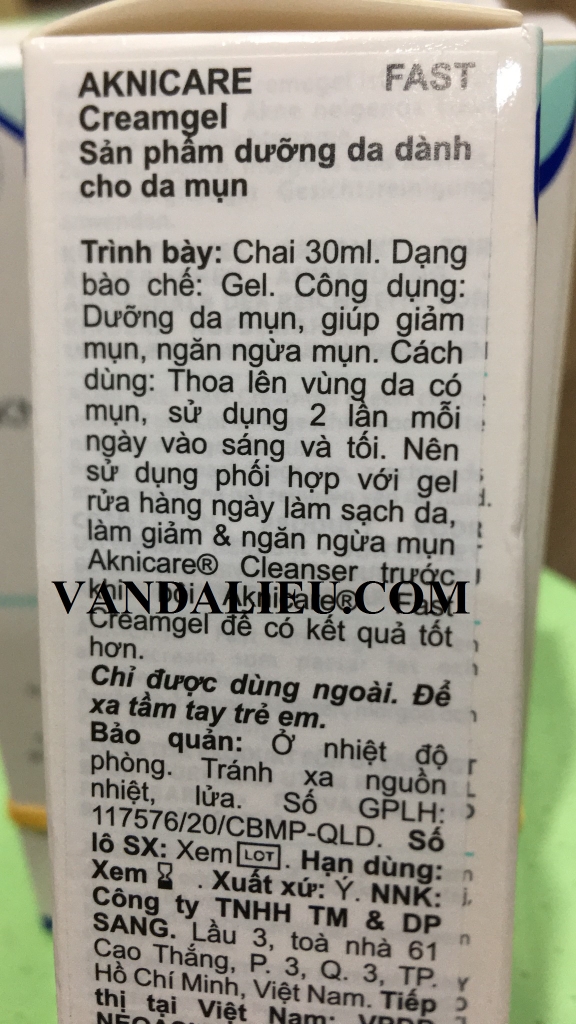 AKNICARE FAST
Creamgel
Sản phẩm dưỡng da dành
cho da mụn
Trình bày: Chai 30ml. Dạng
bào chế: Gel. Công dụng:
Dưỡng da mụn, giúp giảm
mụn, ngăn ngừa mụn. Cách
dùng: Thoa lên vùng da có
mụn, sử dụng 2 lần mỗi
ngày vào sáng và tối. Nên
sử dụng phối hợp với gel
rửa hàng ngày làm sạch da,
làm giảm & ngăn ngừa mụn
Aknicare® Cleanser trước
khi bôi Aknicare® Fast
VANDALIEU.COM
Creamgel để có kết quả tốt
hơn.
Chỉ được dùng ngoài. Để
xa tầm tay trẻ em.
Bảo quản: Ở nhiệt độ
phòng. Tránh xa nguồn
nhiệt, lửa. Số GPLH:
117576/20/CBMP-QLD. Số
lô SX: Xem LOT. Hạn dùng:
Xem . Xuất xứ: Ý. NNK:
Công ty TNHH TM & DP
SANG. Lầu 3, toà nhà 61
Cao Thắng, P. 3, Q. 3, TP.
Hồ Chí Minh, Việt Nam. Tiếp
thị tại Việt Nam: